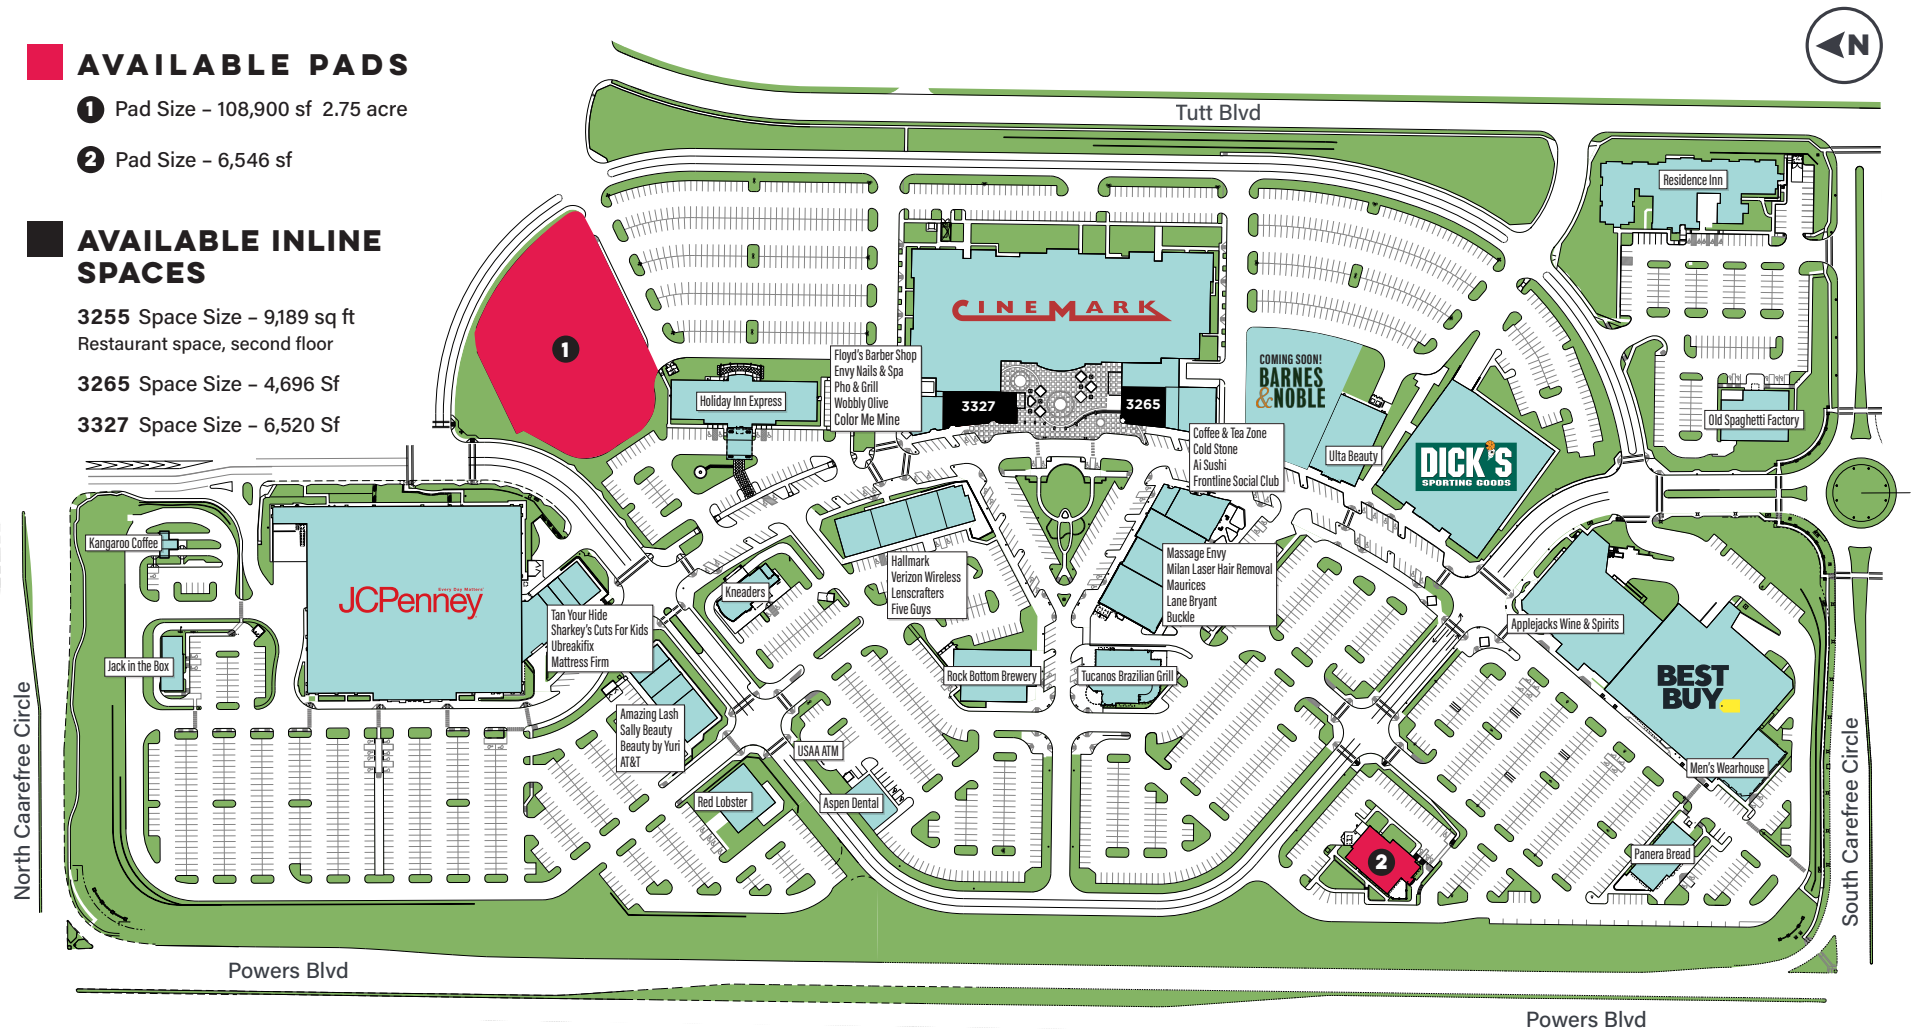 AVAILABLE PADS
1 Pad Size – 108,900 sf 2.75 acre
2 Pad Size – 6,546 sf
AVAILABLE INLINE
SPACES
3255 Space Size – 9,189 sq ft
Restaurant space, second floor
3265 Space Size – 4,696 Sf
3327 Space Size – 6,520 Sf
N
Tutt Blvd
Residence Inn
CINEMARK
1
Floyd's Barber Shop
Envy Nails & Spa
Pho & Grill
Wobbly Olive
Color Me Mine
Holiday Inn Express
3327
3265
COMING SOON!
BARNES
&NOBLE
Old Spaghetti Factory
Coffee & Tea Zone
Cold Stone
Ai Sushi
Frontline Social Club
Ulta Beauty
DICK'S
SPORTING GOODS
Kangaroo Coffee
Hallmark
Verizon Wireless
Lenscrafters
Five Guys
Massage Envy
Milan Laser Hair Removal
Maurices
Lane Bryant
Buckle
Kneaders
Every Day Matters
JCPenney
Tan Your Hide
Sharkey's Cuts For Kids
Ubreakifix
Mattress Firm
Applejacks Wine & Spirits
Jack in the Box
Rock Bottom Brewery
Tucanos Brazilian Grill
BEST
BUY
Amazing Lash
Sally Beauty
Beauty by Yuri
AT&T
USAA ATM
Men's Wearhouse
Red Lobster
Aspen Dental
2
Panera Bread
North Carefree Circle
South Carefree Circle
Powers Blvd
Powers Blvd